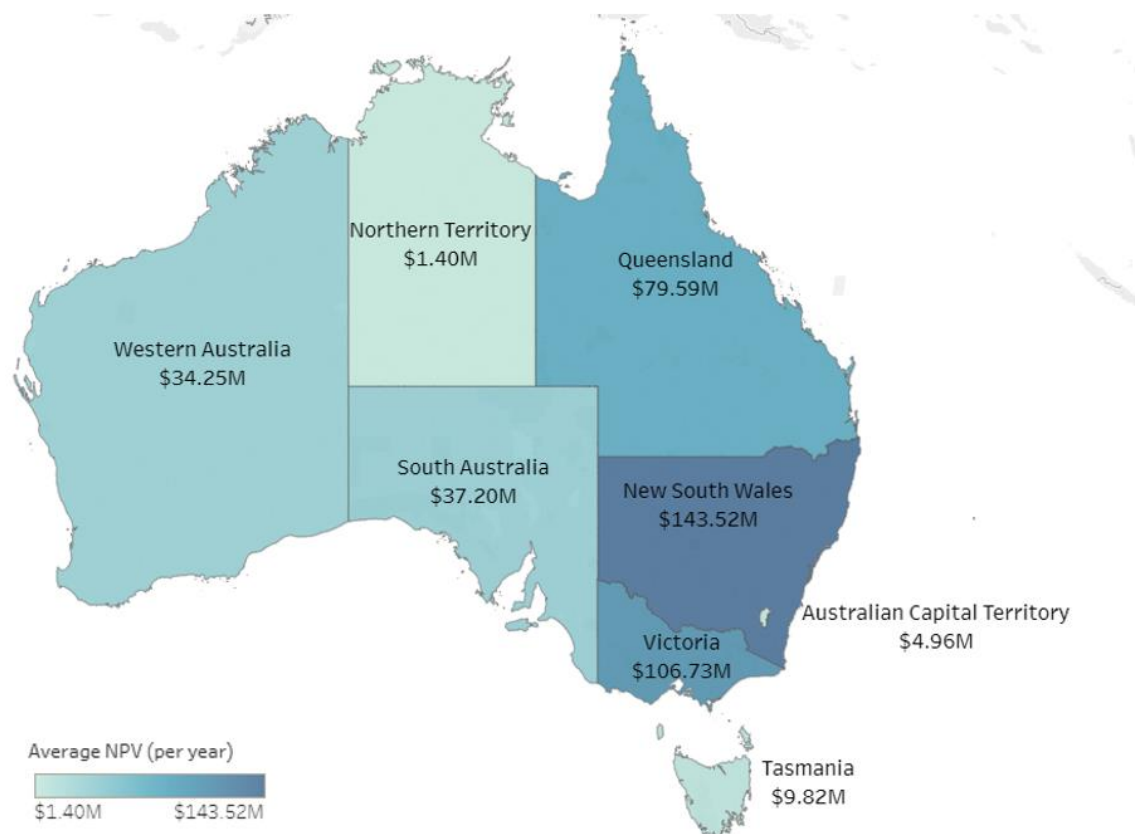 Northern Territory
$1.40M
Queensland
$79.59M
Western Australia
$34.25M
South Australia
$37.20M
New South Wales
$143.52M
Australian Capital Territory
$4.96M
Victoria
$106.73M
Average NPV (per year)
$1.40M $143.52M
Tasmania
$9.82M